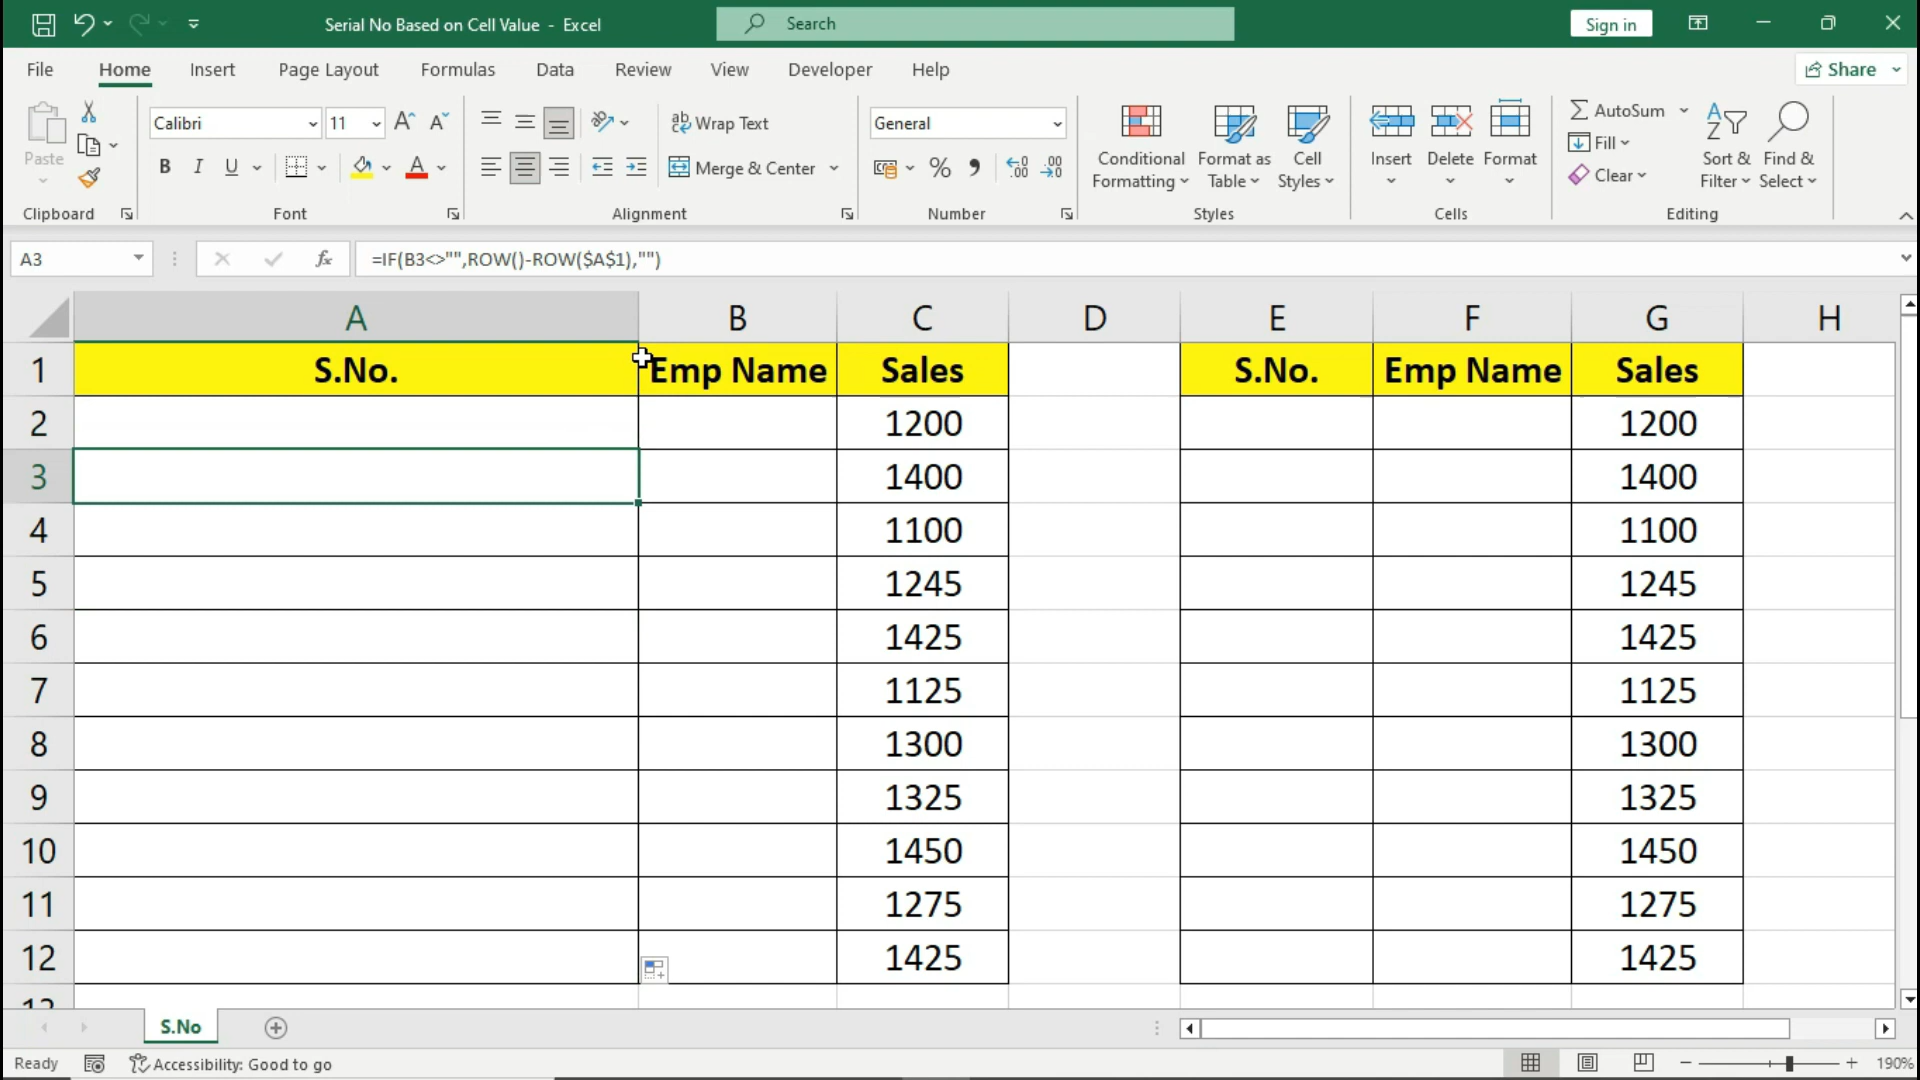 Serial No Based on Cell Value - Excel
Search
Sign in
File Home Insert Page Layout Formulas Data Review View Developer Help
Share
Paste
Clipboard
Calibri 11
B I U
Font
Wrap Text
Merge & Center
Alignment
General
% 
Number
Conditional Formatting
Format as Table
Cell Styles
Styles
Insert Delete Format
Cells
AutoSum
Fill
Clear
Sort & Filter
Find & Select
Editing
A3
fx
=IF(B3<>"",ROW()-ROW($A$1),"")
A B C D E F G H
1 S.No. Emp Name Sales S.No. Emp Name Sales
2 1200 1200
3 1400 1400
4 1100 1100
5 1245 1245
6 1425 1425
7 1125 1125
8 1300 1300
9 1325 1325
10 1450 1450
11 1275 1275
12 1425 1425
S.No
Ready
Accessibility: Good to go
190%